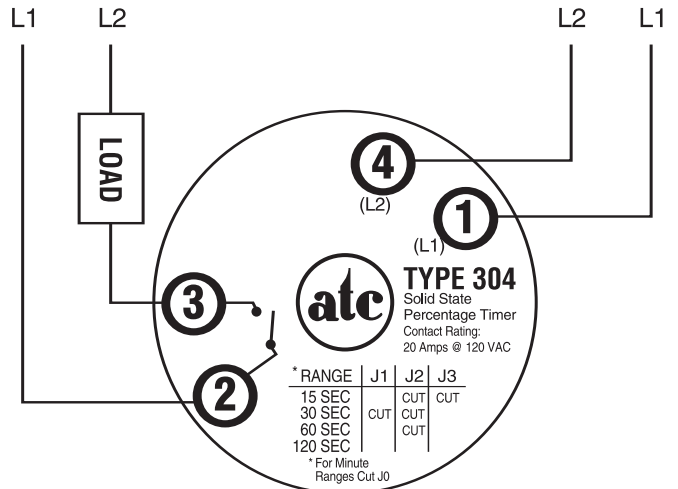 L1 L2 L2 L1
LOAD
4
(L2)
1
(L1)
3
atc
TYPE 304
Solid State
Percentage Timer
Contact Rating:
20 Amps @ 120 VAC
2
* RANGE J1 J2 J3
15 SEC CUT CUT
30 SEC CUT CUT
60 SEC CUT
120 SEC
* For Minute
Ranges Cut J0